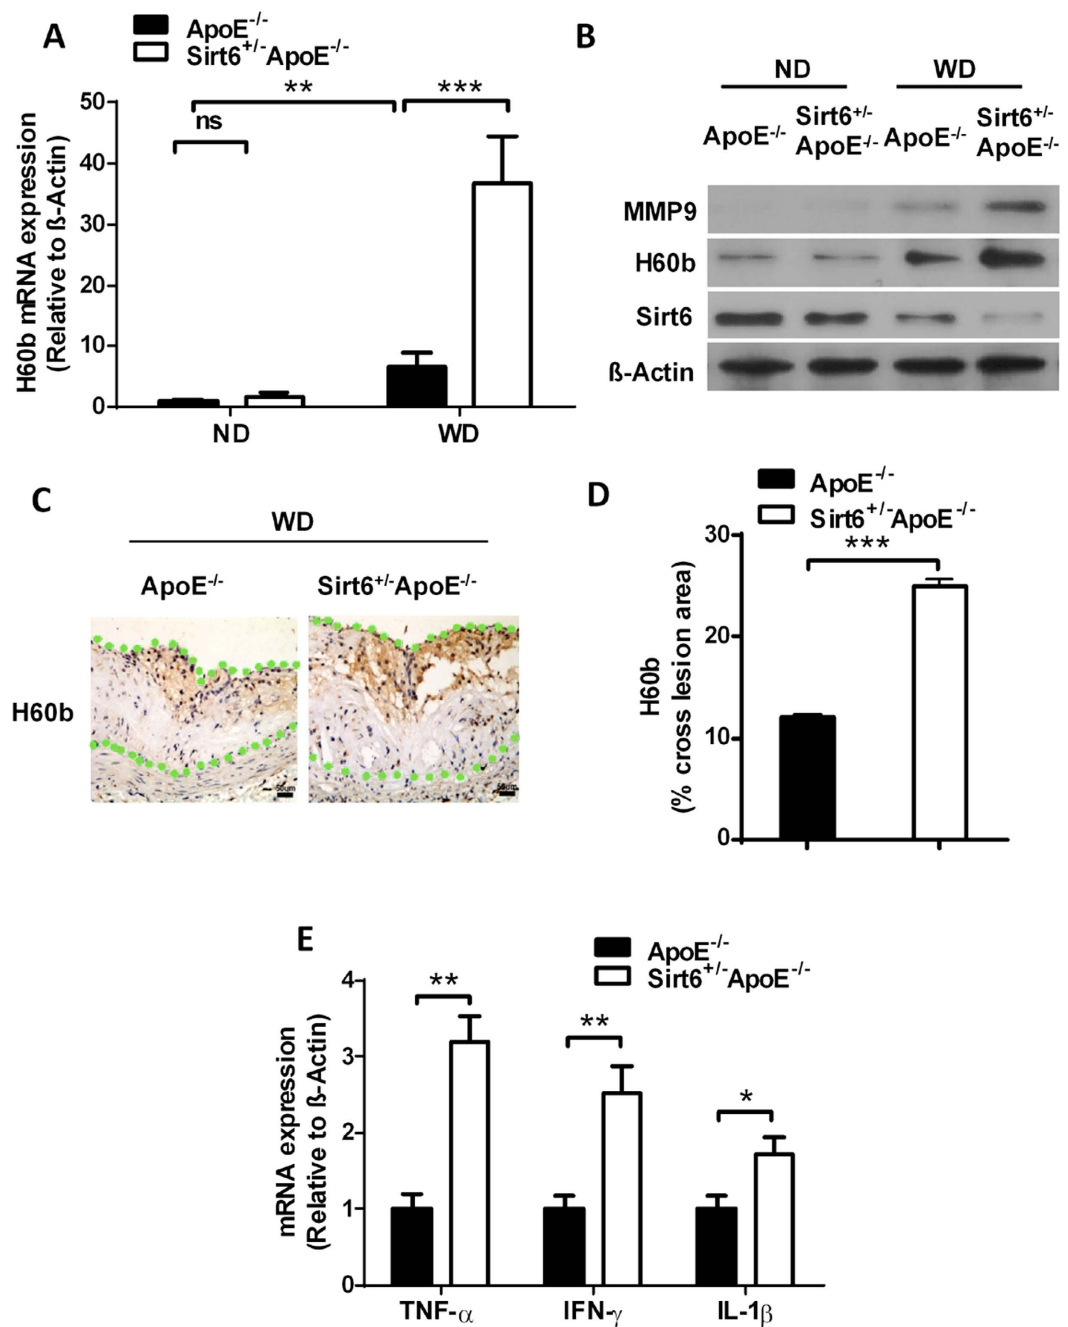 A
ApoE-/-
Sirt6+/-ApoE-/-
**
***
ns
50
40
30
20
10
0
H60b mRNA expression
(Relative to ß-Actin)
ND
WD
B
ND
WD
ApoE-/-
Sirt6+/-
ApoE-/-
ApoE-/-
Sirt6+/-
ApoE-/-
MMP9
H60b
Sirt6
ß-Actin
C
WD
ApoE-/-
Sirt6+/-ApoE-/-
H60b
50um
50um
D
ApoE-/-
Sirt6+/-ApoE-/-
***
30
20
10
0
H60b
(% cross lesion area)
E
ApoE-/-
Sirt6+/-ApoE-/-
**
**
*
4
3
2
1
0
mRNA expression
(Relative to ß-Actin)
TNF-α
IFN-γ
IL-1β